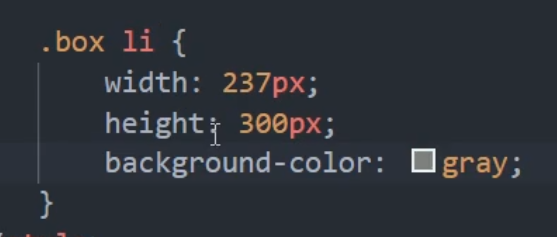 .box li {
width: 237px;
height: 300px;
background-color: gray;
}